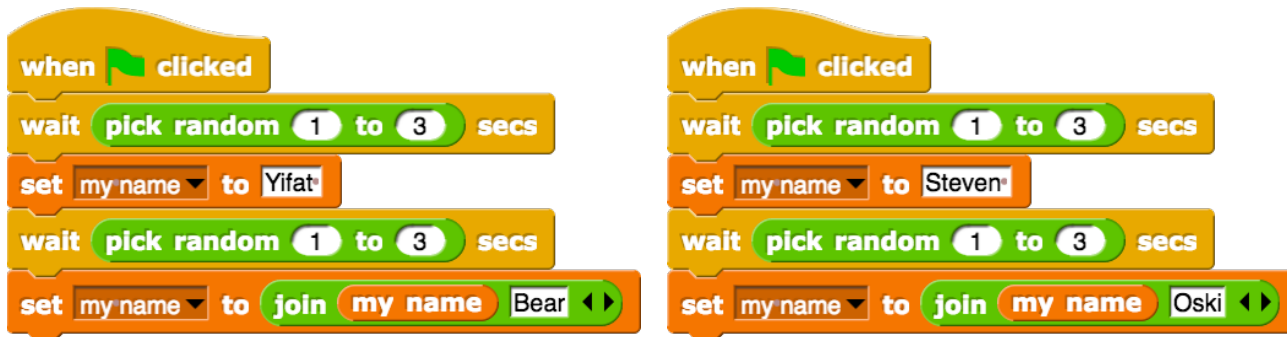 when clicked
wait pick random 1 to 3 secs
set my name to Yifat
wait pick random 1 to 3 secs
set my name to join my name Bear
when clicked
wait pick random 1 to 3 secs
set my name to Steven
wait pick random 1 to 3 secs
set my name to join my name Oski